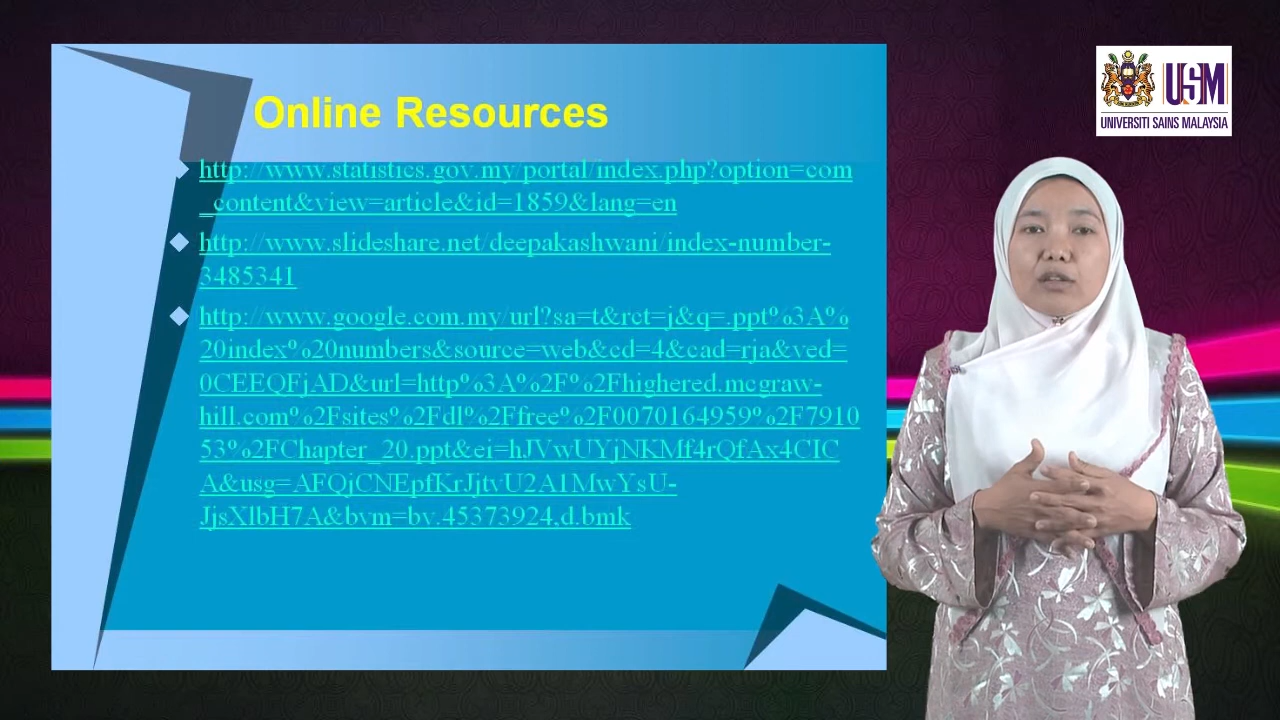 Online Resources
http://www.statistics.gov.my/portal/index.php?option=com
_content&view=article&id=1859&lang=en
http://www.slideshare.net/deepakashwani/index-number-
3485341
http://www.google.com.my/url?sa=t&rct=j&q=.ppt%3A%
20index%20numbers&source=web&cd=4&cad=rja&ved=
0CEEQFjAD&url=http%3A%2F%2Fhighered.mcgraw-
hill.com%2Fsites%2Fdl%2Ffree%2F0070164959%2F7910
53%2FChapter_20.ppt&ei=hJVwUYjNKMf4rQfAx4CIC
A&usg=AFQjCNEpfKrJjtvU2A1MwYsU-
JjsXlbH7A&bvm=bv.45373924,d.bmk
USM
UNIVERSITI SAINS MALAYSIA